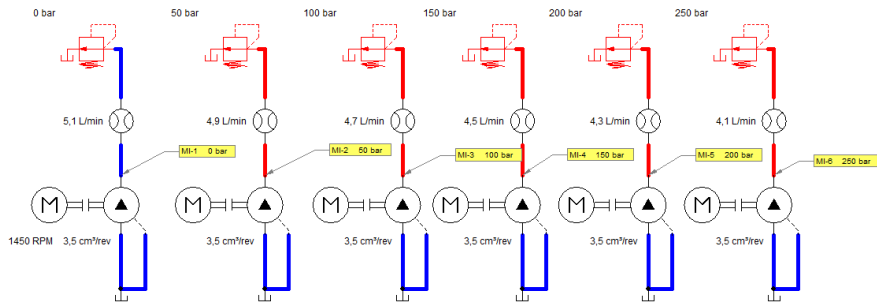 0 bar 50 bar 100 bar 150 bar 200 bar 250 bar
5,1 L/min 4,9 L/min 4,7 L/min 4,5 L/min 4,3 L/min 4,1 L/min
MI-1 0 bar MI-2 50 bar MI-3 100 bar MI-4 150 bar MI-5 200 bar MI-6 250 bar
M M M M M M
1450 RPM 3,5 cm³/rev 3,5 cm³/rev 3,5 cm³/rev 3,5 cm³/rev 3,5 cm³/rev 3,5 cm³/rev